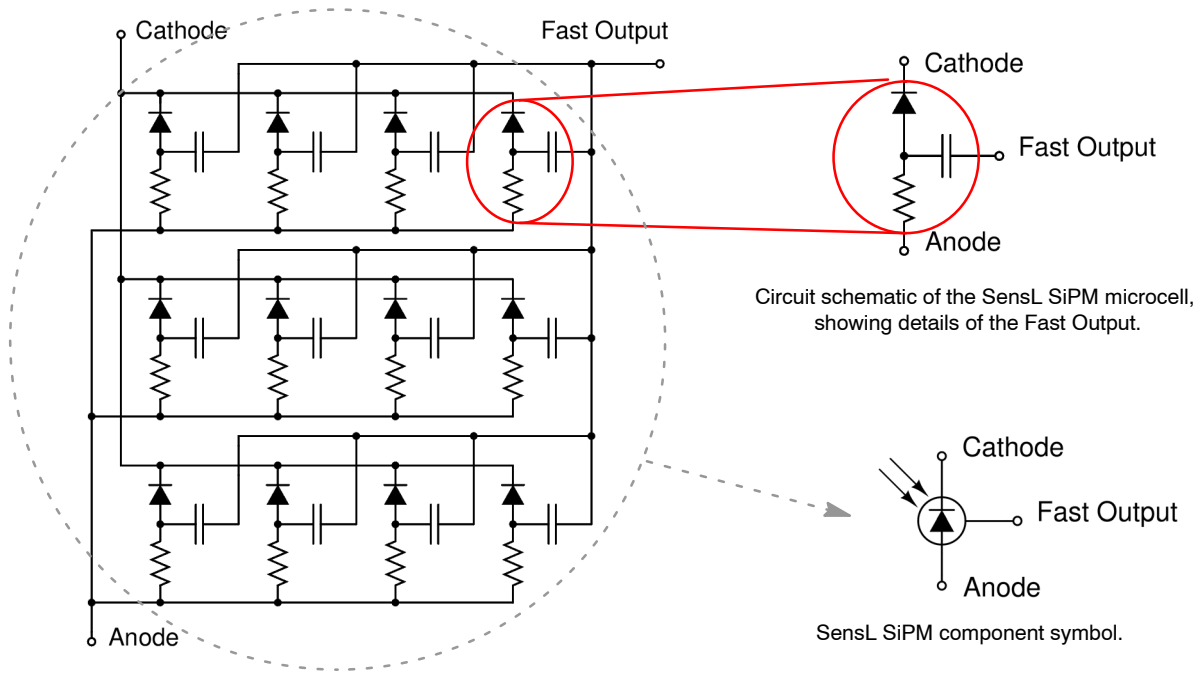 Cathode
Fast Output
Cathode
Fast Output
Anode
Circuit schematic of the SensL SiPM microcell,
showing details of the Fast Output.
Cathode
Fast Output
Anode
SensL SiPM component symbol.
Anode